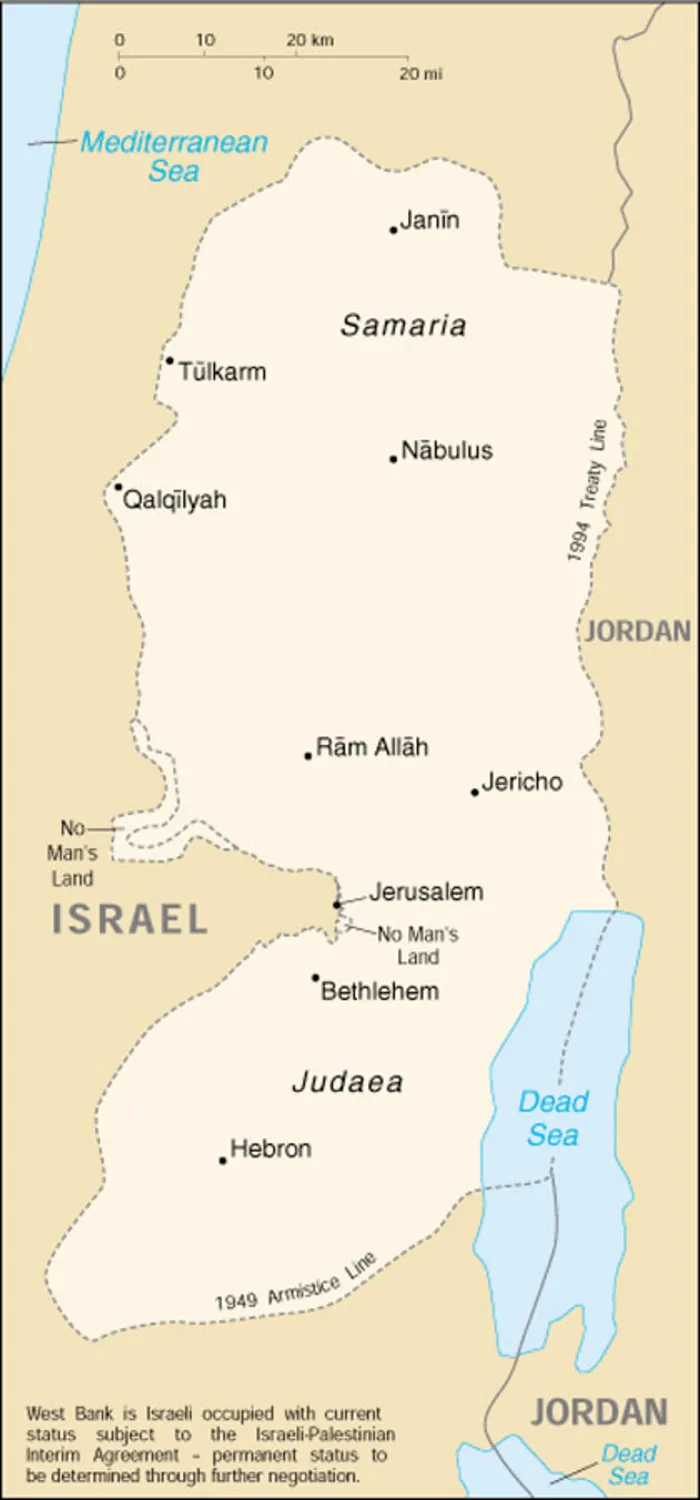 0 10 20 km
0 10 20 mi
Mediterranean
Sea
Janīn
Samaria
Tūlkarm
Nābulus
Qalqīlyah
1994 Treaty Line
JORDAN
Rām Allāh
Jericho
No
Man's
Land
Jerusalem
ISRAEL
No Man's
Land
Bethlehem
Judaea
Dead
Sea
Hebron
1949 Armistice Line
West Bank is Israeli occupied with current
status subject to the Israeli-Palestinian
Interim Agreement – permanent status to
be determined through further negotiation.
JORDAN
Dead
Sea